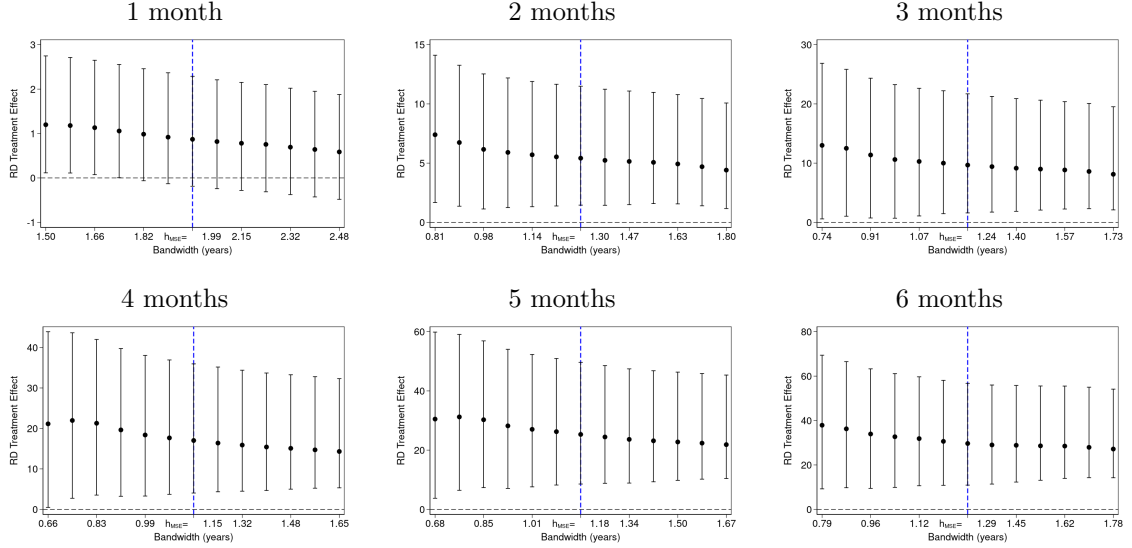 1 month
2 months
3 months
3
2
1
0
-1
RD Treatment Effect
1.50 1.66 1.82 hMSE= 1.99 2.15 2.32 2.48
Bandwidth (years)
15
10
5
0
RD Treatment Effect
0.81 0.98 1.14 hMSE= 1.30 1.47 1.63 1.80
Bandwidth (years)
30
20
10
0
RD Treatment Effect
0.74 0.91 1.07 hMSE= 1.24 1.40 1.57 1.73
Bandwidth (years)
4 months
5 months
6 months
40
30
20
10
0
RD Treatment Effect
0.66 0.83 0.99 hMSE= 1.15 1.32 1.48 1.65
Bandwidth (years)
60
40
20
0
RD Treatment Effect
0.68 0.85 1.01 hMSE= 1.18 1.34 1.50 1.67
Bandwidth (years)
80
60
40
20
0
RD Treatment Effect
0.79 0.96 1.12 hMSE= 1.29 1.45 1.62 1.78
Bandwidth (years)